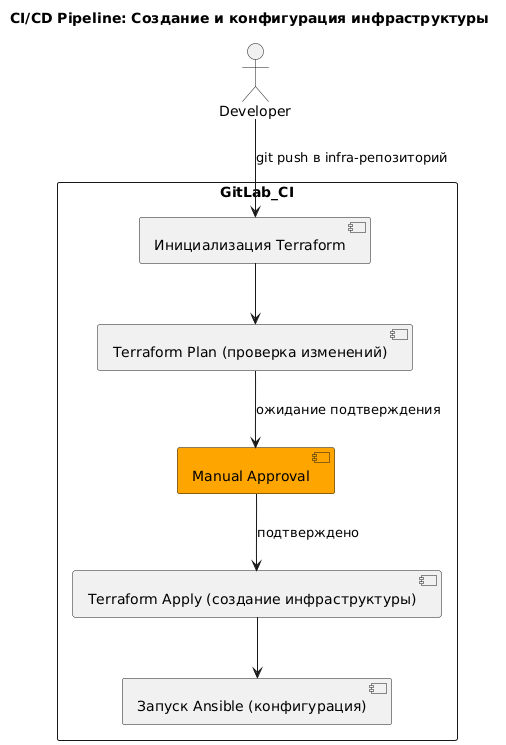 CI/CD Pipeline: Создание и конфигурация инфраструктуры
Developer
git push в infra-репозиторий
GitLab_CI
Инициализация Terraform
Terraform Plan (проверка изменений)
ожидание подтверждения
Manual Approval
подтверждено
Terraform Apply (создание инфраструктуры)
Запуск Ansible (конфигурация)